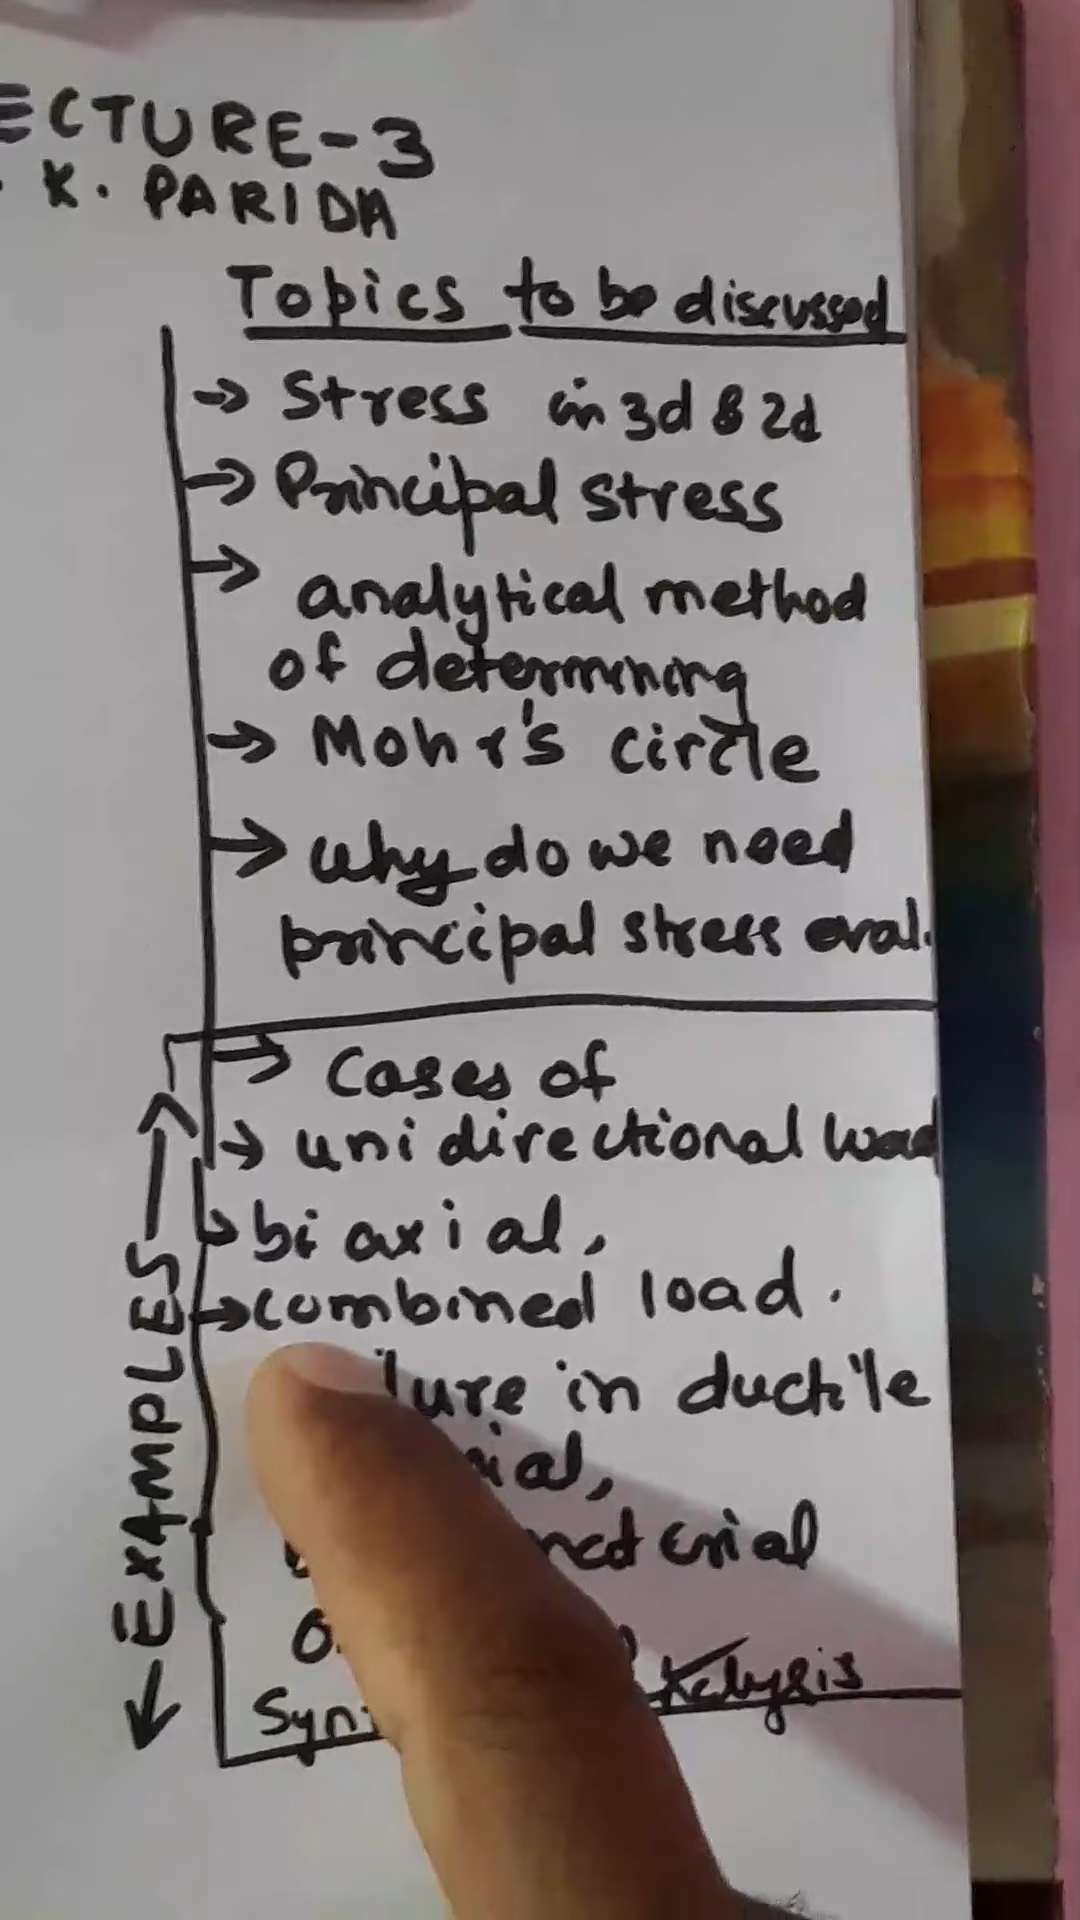 ECTURE-3
K. PARIDA
Topics to be discussed
→ Stress in 3d & 2d
→ Principal stress
→ analytical method
of determining
→ Mohr's circle
→ why do we need
principal stress eval.
→ Cases of
→ unidirectional load
→ biaxial,
→ combined load.
lure in ductile
ial,
material
← EXAMPLES →